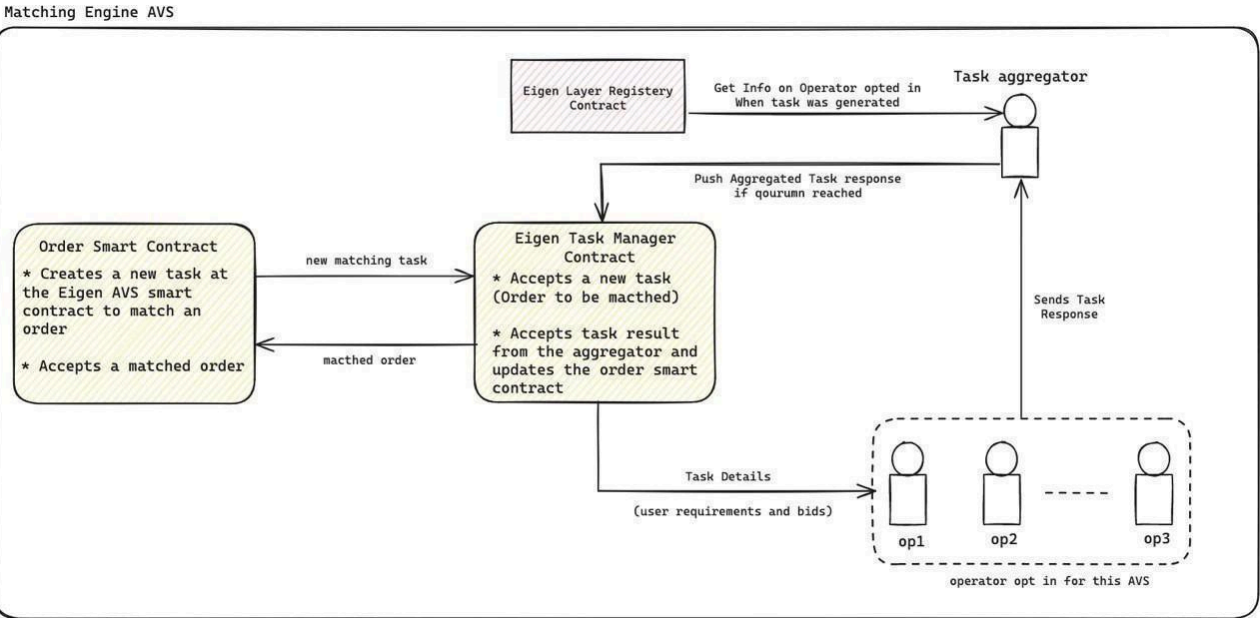 Matching Engine AVS
Eigen Layer Registery
Contract
Get Info on Operator opted in
When task was generated
Task aggregator
Push Aggregated Task response
if qourumn reached
Order Smart Contract
* Creates a new task at
the Eigen AVS smart
contract to match an
order
* Accepts a matched order
new matching task
macthed order
Eigen Task Manager
Contract
* Accepts a new task
(Order to be macthed)
* Accepts task result
from the aggregator and
updates the order smart
contract
Sends Task
Response
Task Details
(user requirements and bids)
op1
op2
op3
operator opt in for this AVS